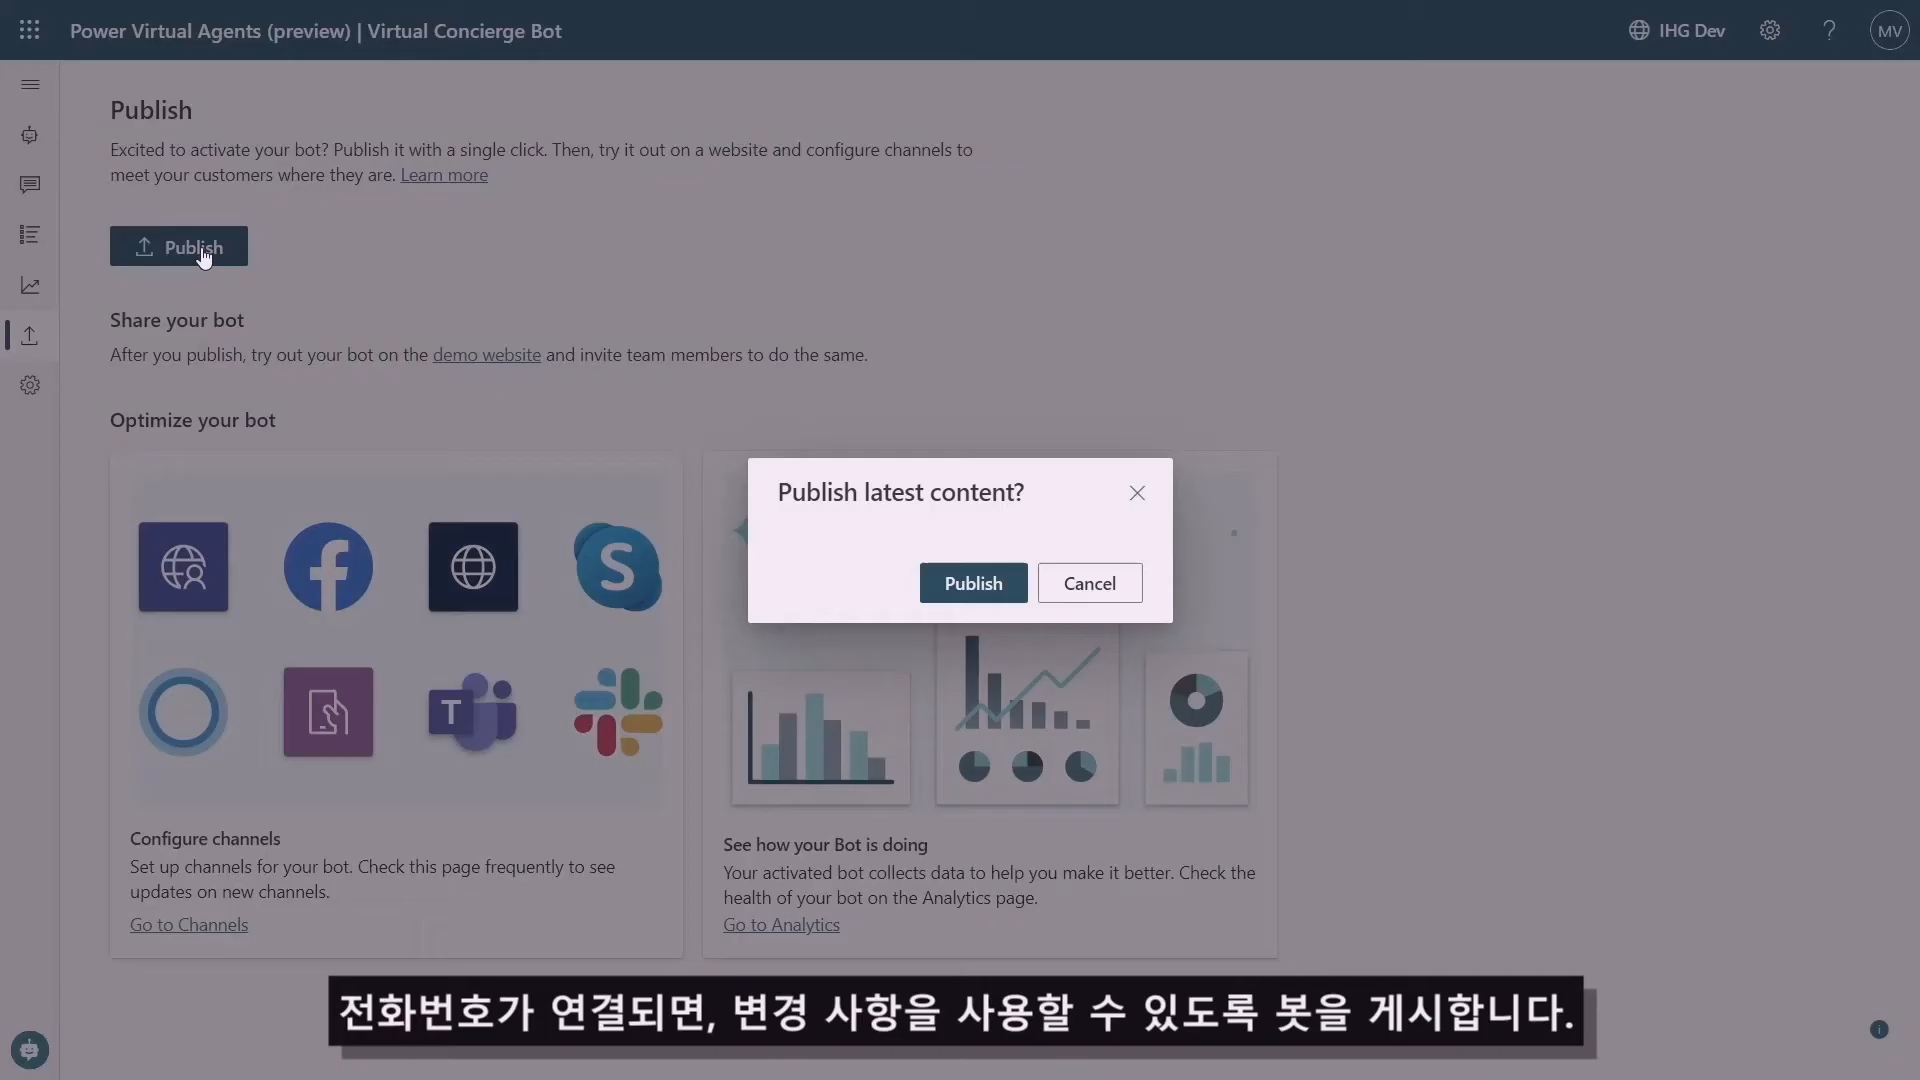 Power Virtual Agents (preview) | Virtual Concierge Bot
IHG Dev
?
MV
Publish
Excited to activate your bot? Publish it with a single click. Then, try it out on a website and configure channels to
meet your customers where they are. Learn more
Publish
Share your bot
After you publish, try out your bot on the demo website and invite team members to do the same.
Optimize your bot
Publish latest content?
Publish
Cancel
S
T
Configure channels
Set up channels for your bot. Check this page frequently to see
updates on new channels.
Go to Channels
See how your Bot is doing
Your activated bot collects data to help you make it better. Check the
health of your bot on the Analytics page.
Go to Analytics
전화번호가 연결되면, 변경 사항을 사용할 수 있도록 봇을 게시합니다.